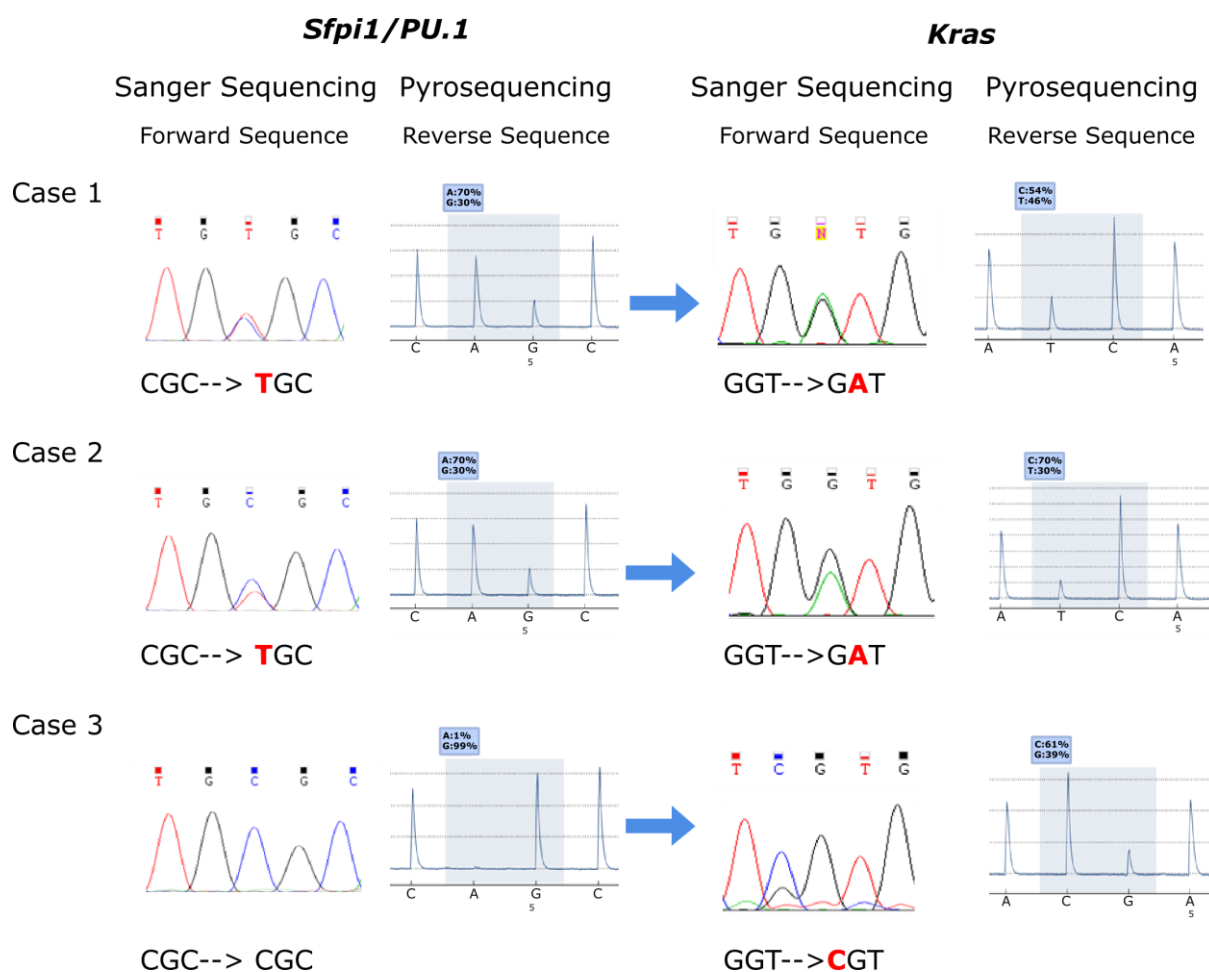 Sfpi1/PU.1 Kras
Sanger Sequencing Pyrosequencing Sanger Sequencing Pyrosequencing
Forward Sequence Reverse Sequence Forward Sequence Reverse Sequence
Case 1
A:70%
G:30%
C:54%
T:46%
T G T G C
T G N T G
C A G C
5
A T C A
5
CGC--> TGC
GGT-->GAT
Case 2
A:70%
G:30%
C:70%
T:30%
T G C G C
T G G T G
C A G C
5
A T C A
5
CGC--> TGC
GGT-->GAT
Case 3
A:1%
G:99%
C:61%
G:39%
T G C G C
T C G T G
C A G C
5
A C G A
5
CGC--> CGC
GGT-->CGT